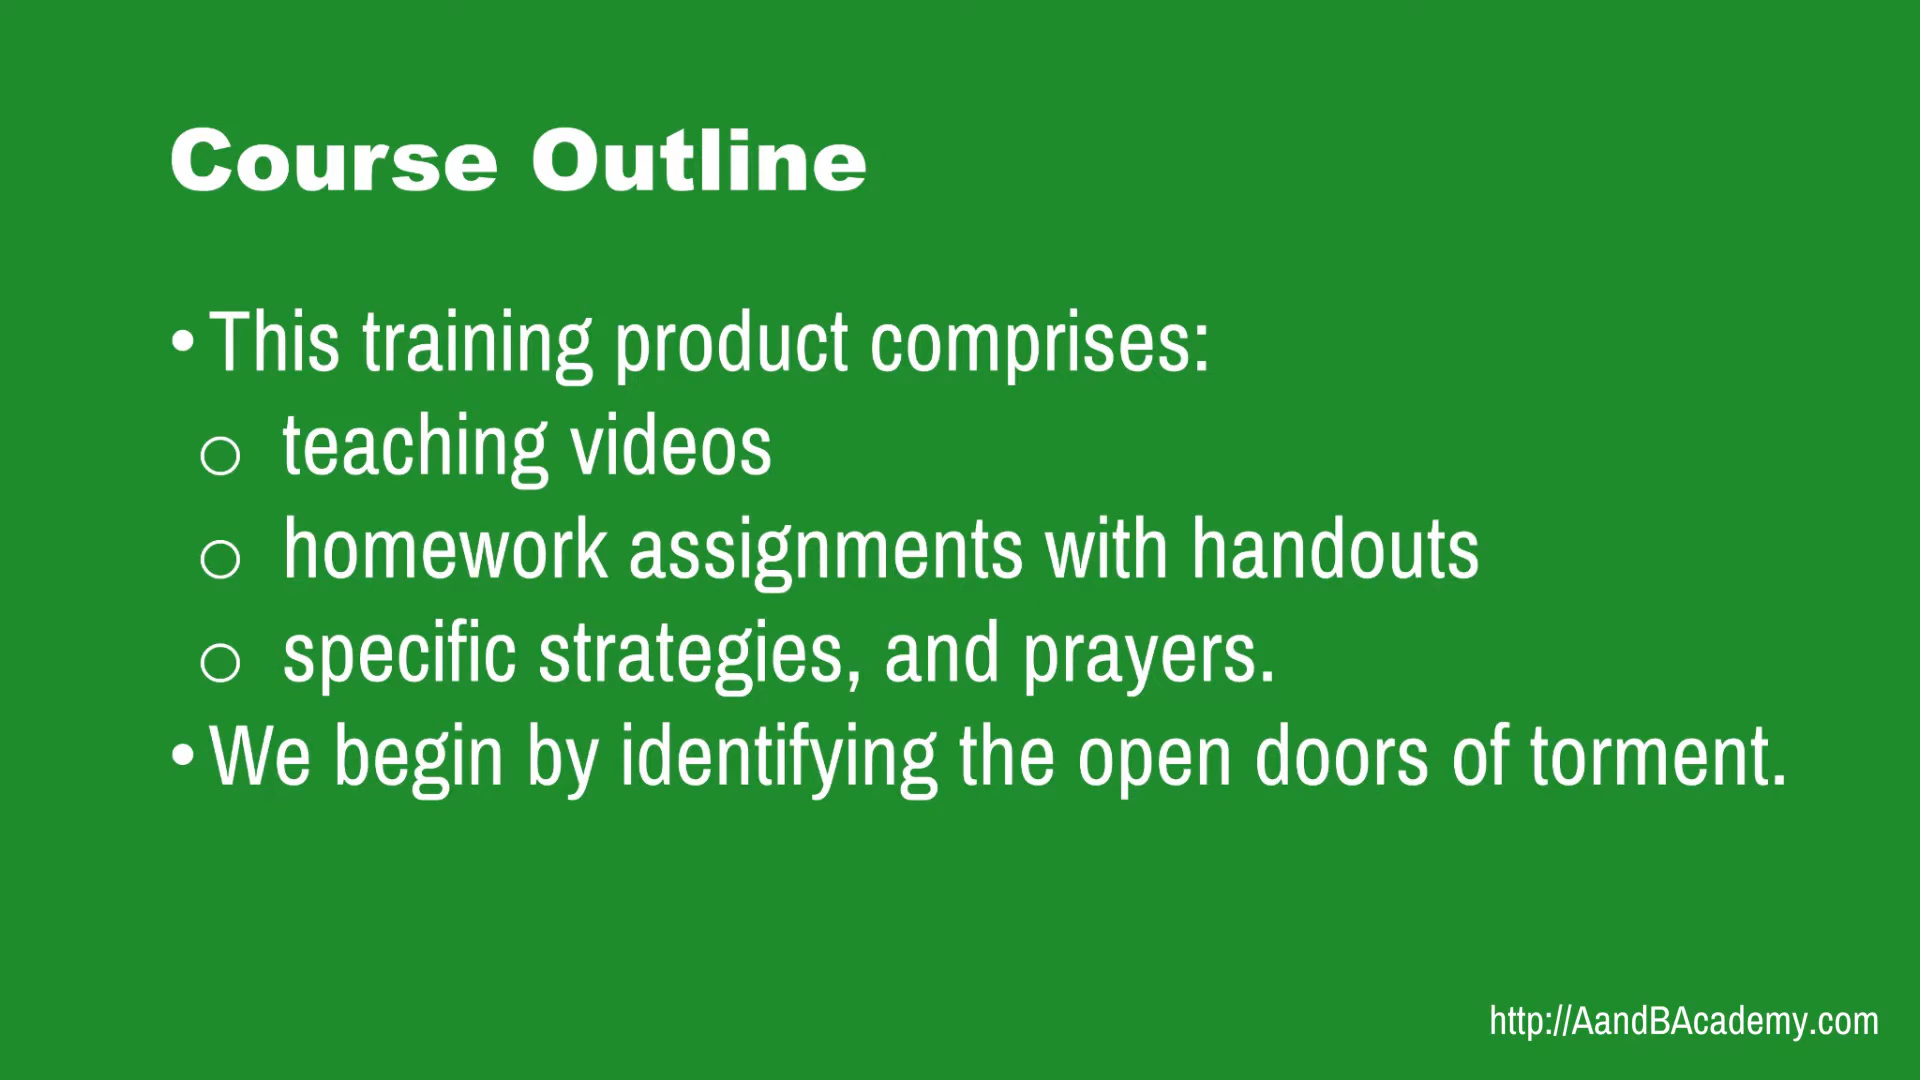 Course Outline
• This training product comprises:
o teaching videos
o homework assignments with handouts
o specific strategies, and prayers.
• We begin by identifying the open doors of torment.
http://AandBAcademy.com